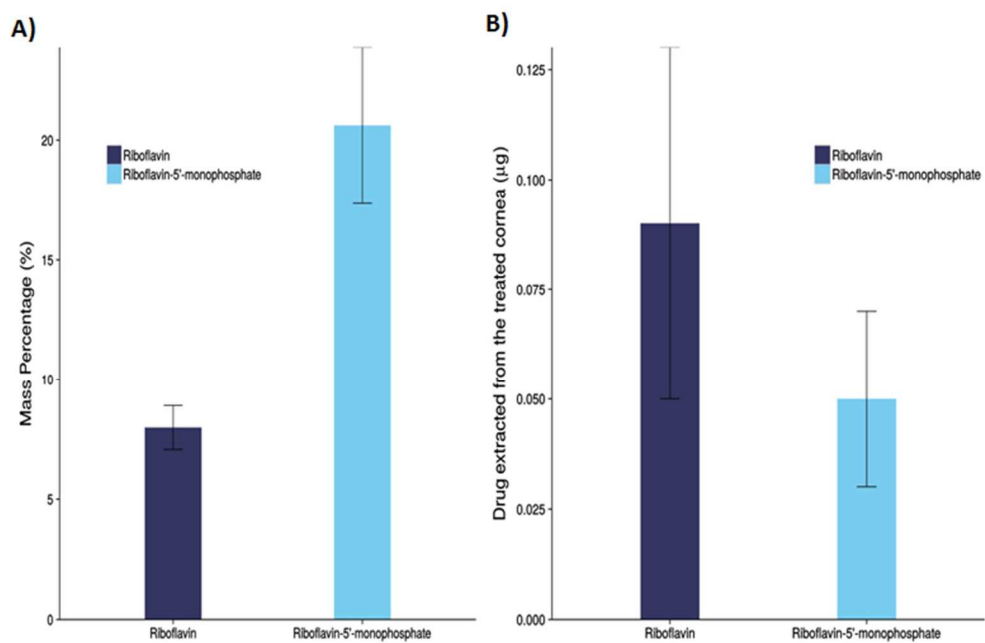 A)
Mass Percentage (%)
20
15
10
5
0
Riboflavin
Riboflavin-5'-monophosphate
Riboflavin
Riboflavin-5'-monophosphate
B)
Drug extracted from the treated cornea (µg)
0.125
0.100
0.075
0.050
0.025
0.000
Riboflavin
Riboflavin-5'-monophosphate
Riboflavin
Riboflavin-5'-monophosphate